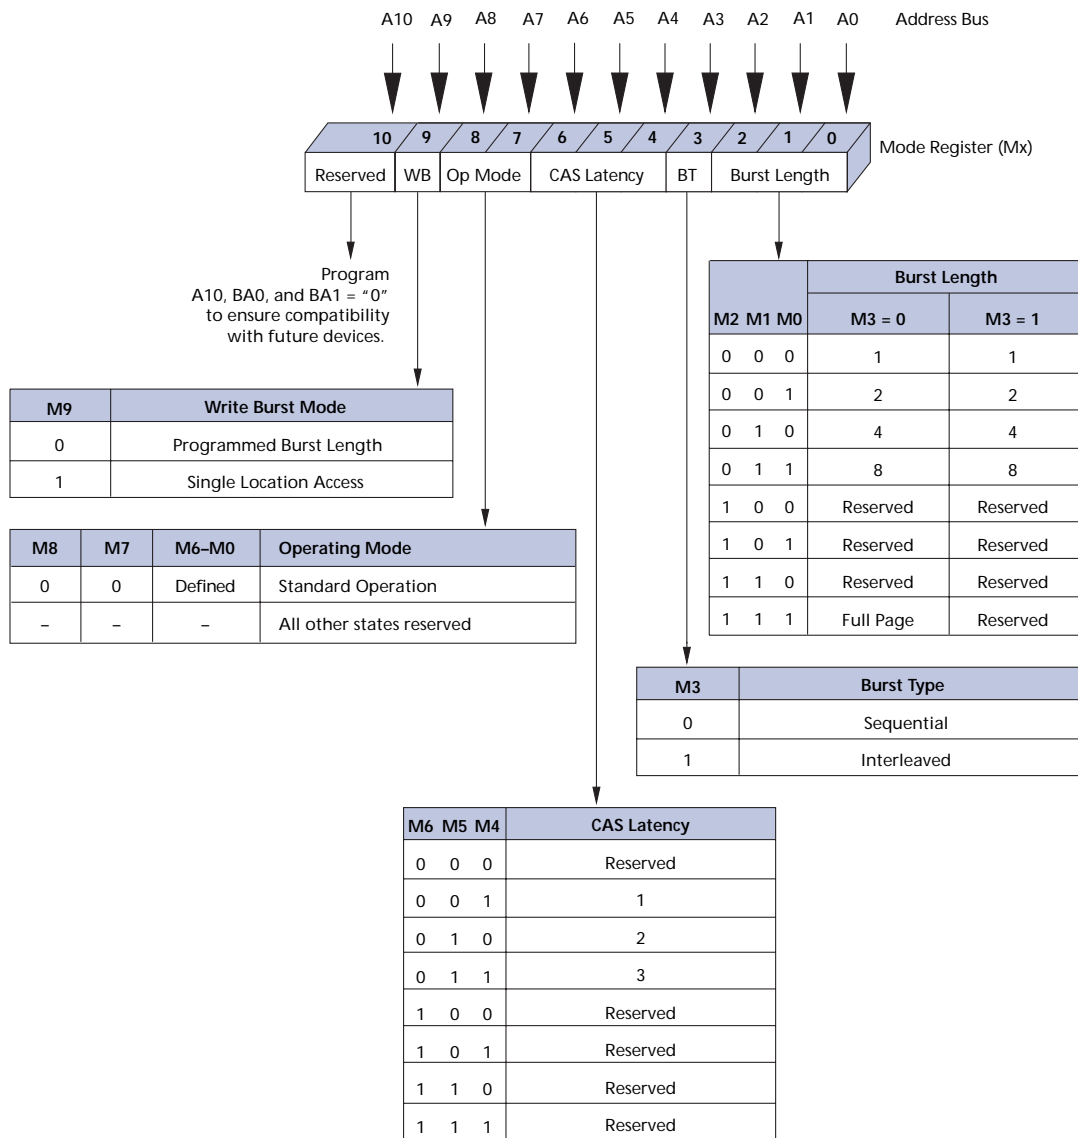 A10 A9 A8 A7 A6 A5 A4 A3 A2 A1 A0 Address Bus
10 9 8 7 6 5 4 3 2 1 0
Mode Register (Mx)
Reserved WB Op Mode CAS Latency BT Burst Length
Program
A10, BA0, and BA1 = “0”
to ensure compatibility
with future devices.
Burst Length
M2 M1 M0 M3 = 0 M3 = 1
0 0 0 1 1
0 0 1 2 2
0 1 0 4 4
0 1 1 8 8
1 0 0 Reserved Reserved
1 0 1 Reserved Reserved
1 1 0 Reserved Reserved
1 1 1 Full Page Reserved
M9 Write Burst Mode
0 Programmed Burst Length
1 Single Location Access
M8 M7 M6–M0 Operating Mode
0 0 Defined Standard Operation
– – – All other states reserved
M3 Burst Type
0 Sequential
1 Interleaved
M6 M5 M4 CAS Latency
0 0 0 Reserved
0 0 1 1
0 1 0 2
0 1 1 3
1 0 0 Reserved
1 0 1 Reserved
1 1 0 Reserved
1 1 1 Reserved